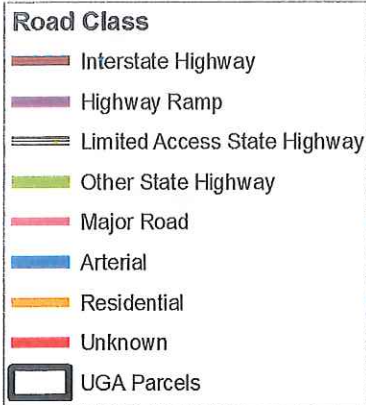 Road Class
Interstate Highway
Highway Ramp
Limited Access State Highway
Other State Highway
Major Road
Arterial
Residential
Unknown
UGA Parcels